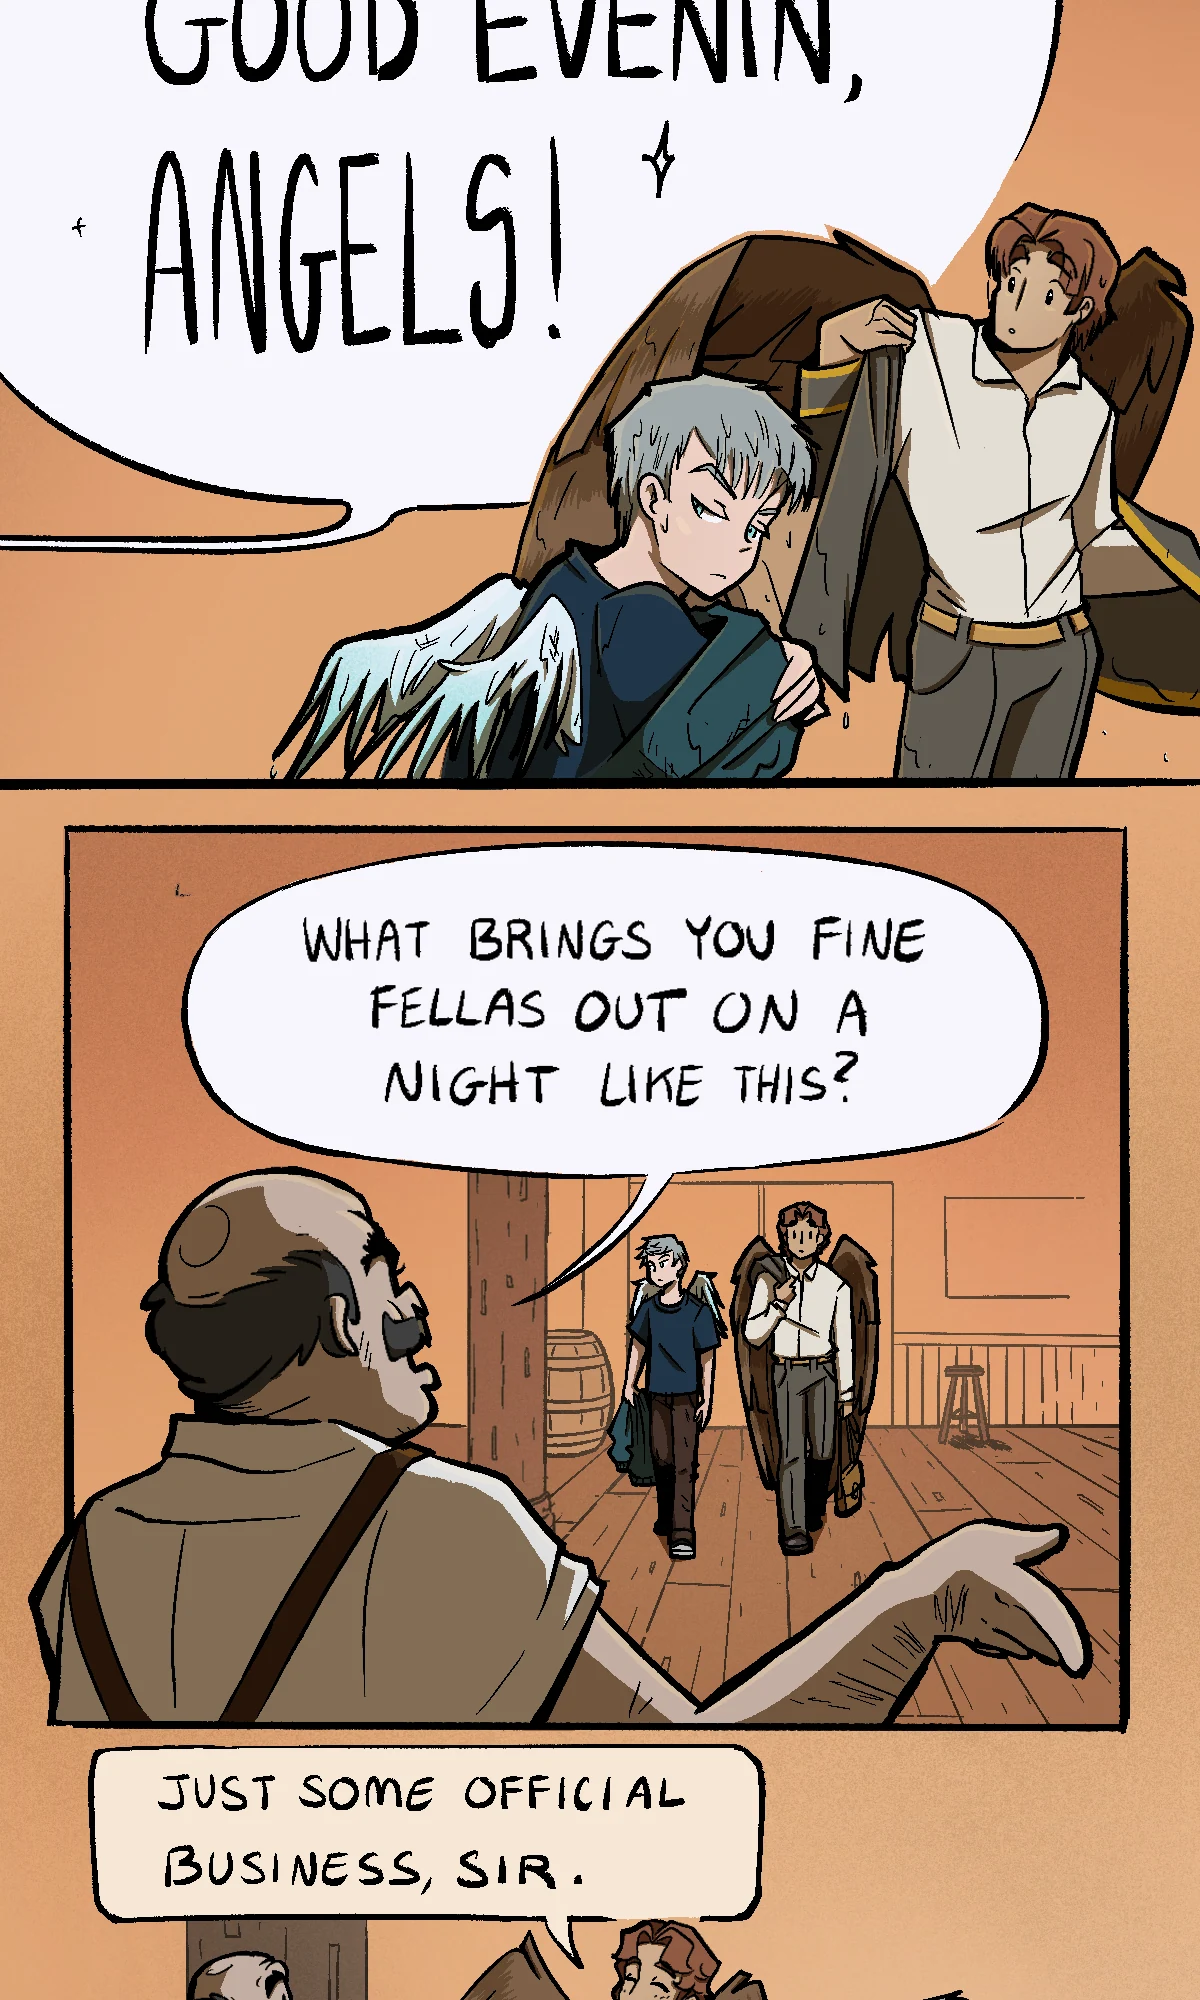 GOOD EVENIN,
ANGELS!
WHAT BRINGS YOU FINE
FELLAS OUT ON A
NIGHT LIKE THIS?
JUST SOME OFFICIAL
BUSINESS, SIR.